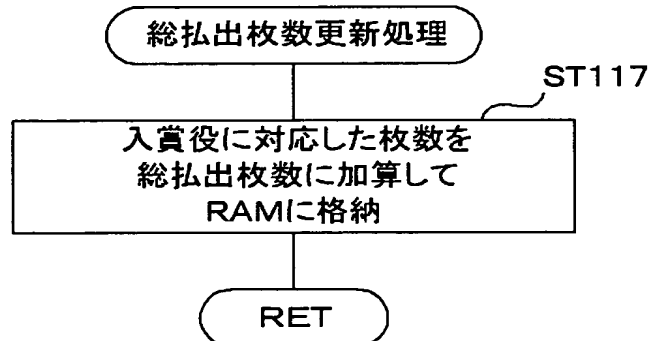 総払出枚数更新処理
ST117
入賞役に対応した枚数を
総払出枚数に加算して
RAMに格納
RET